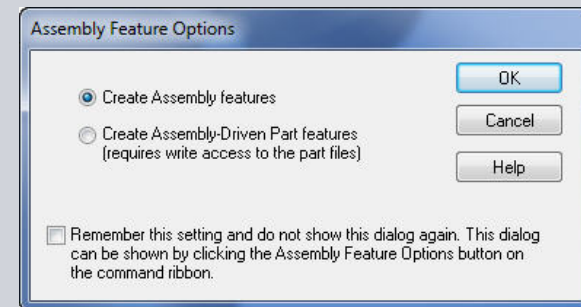 Assembly Feature Options
Create Assembly features
Create Assembly-Driven Part features
(requires write access to the part files)
OK
Cancel
Help
Remember this setting and do not show this dialog again. This dialog
can be shown by clicking the Assembly Feature Options button on
the command ribbon.